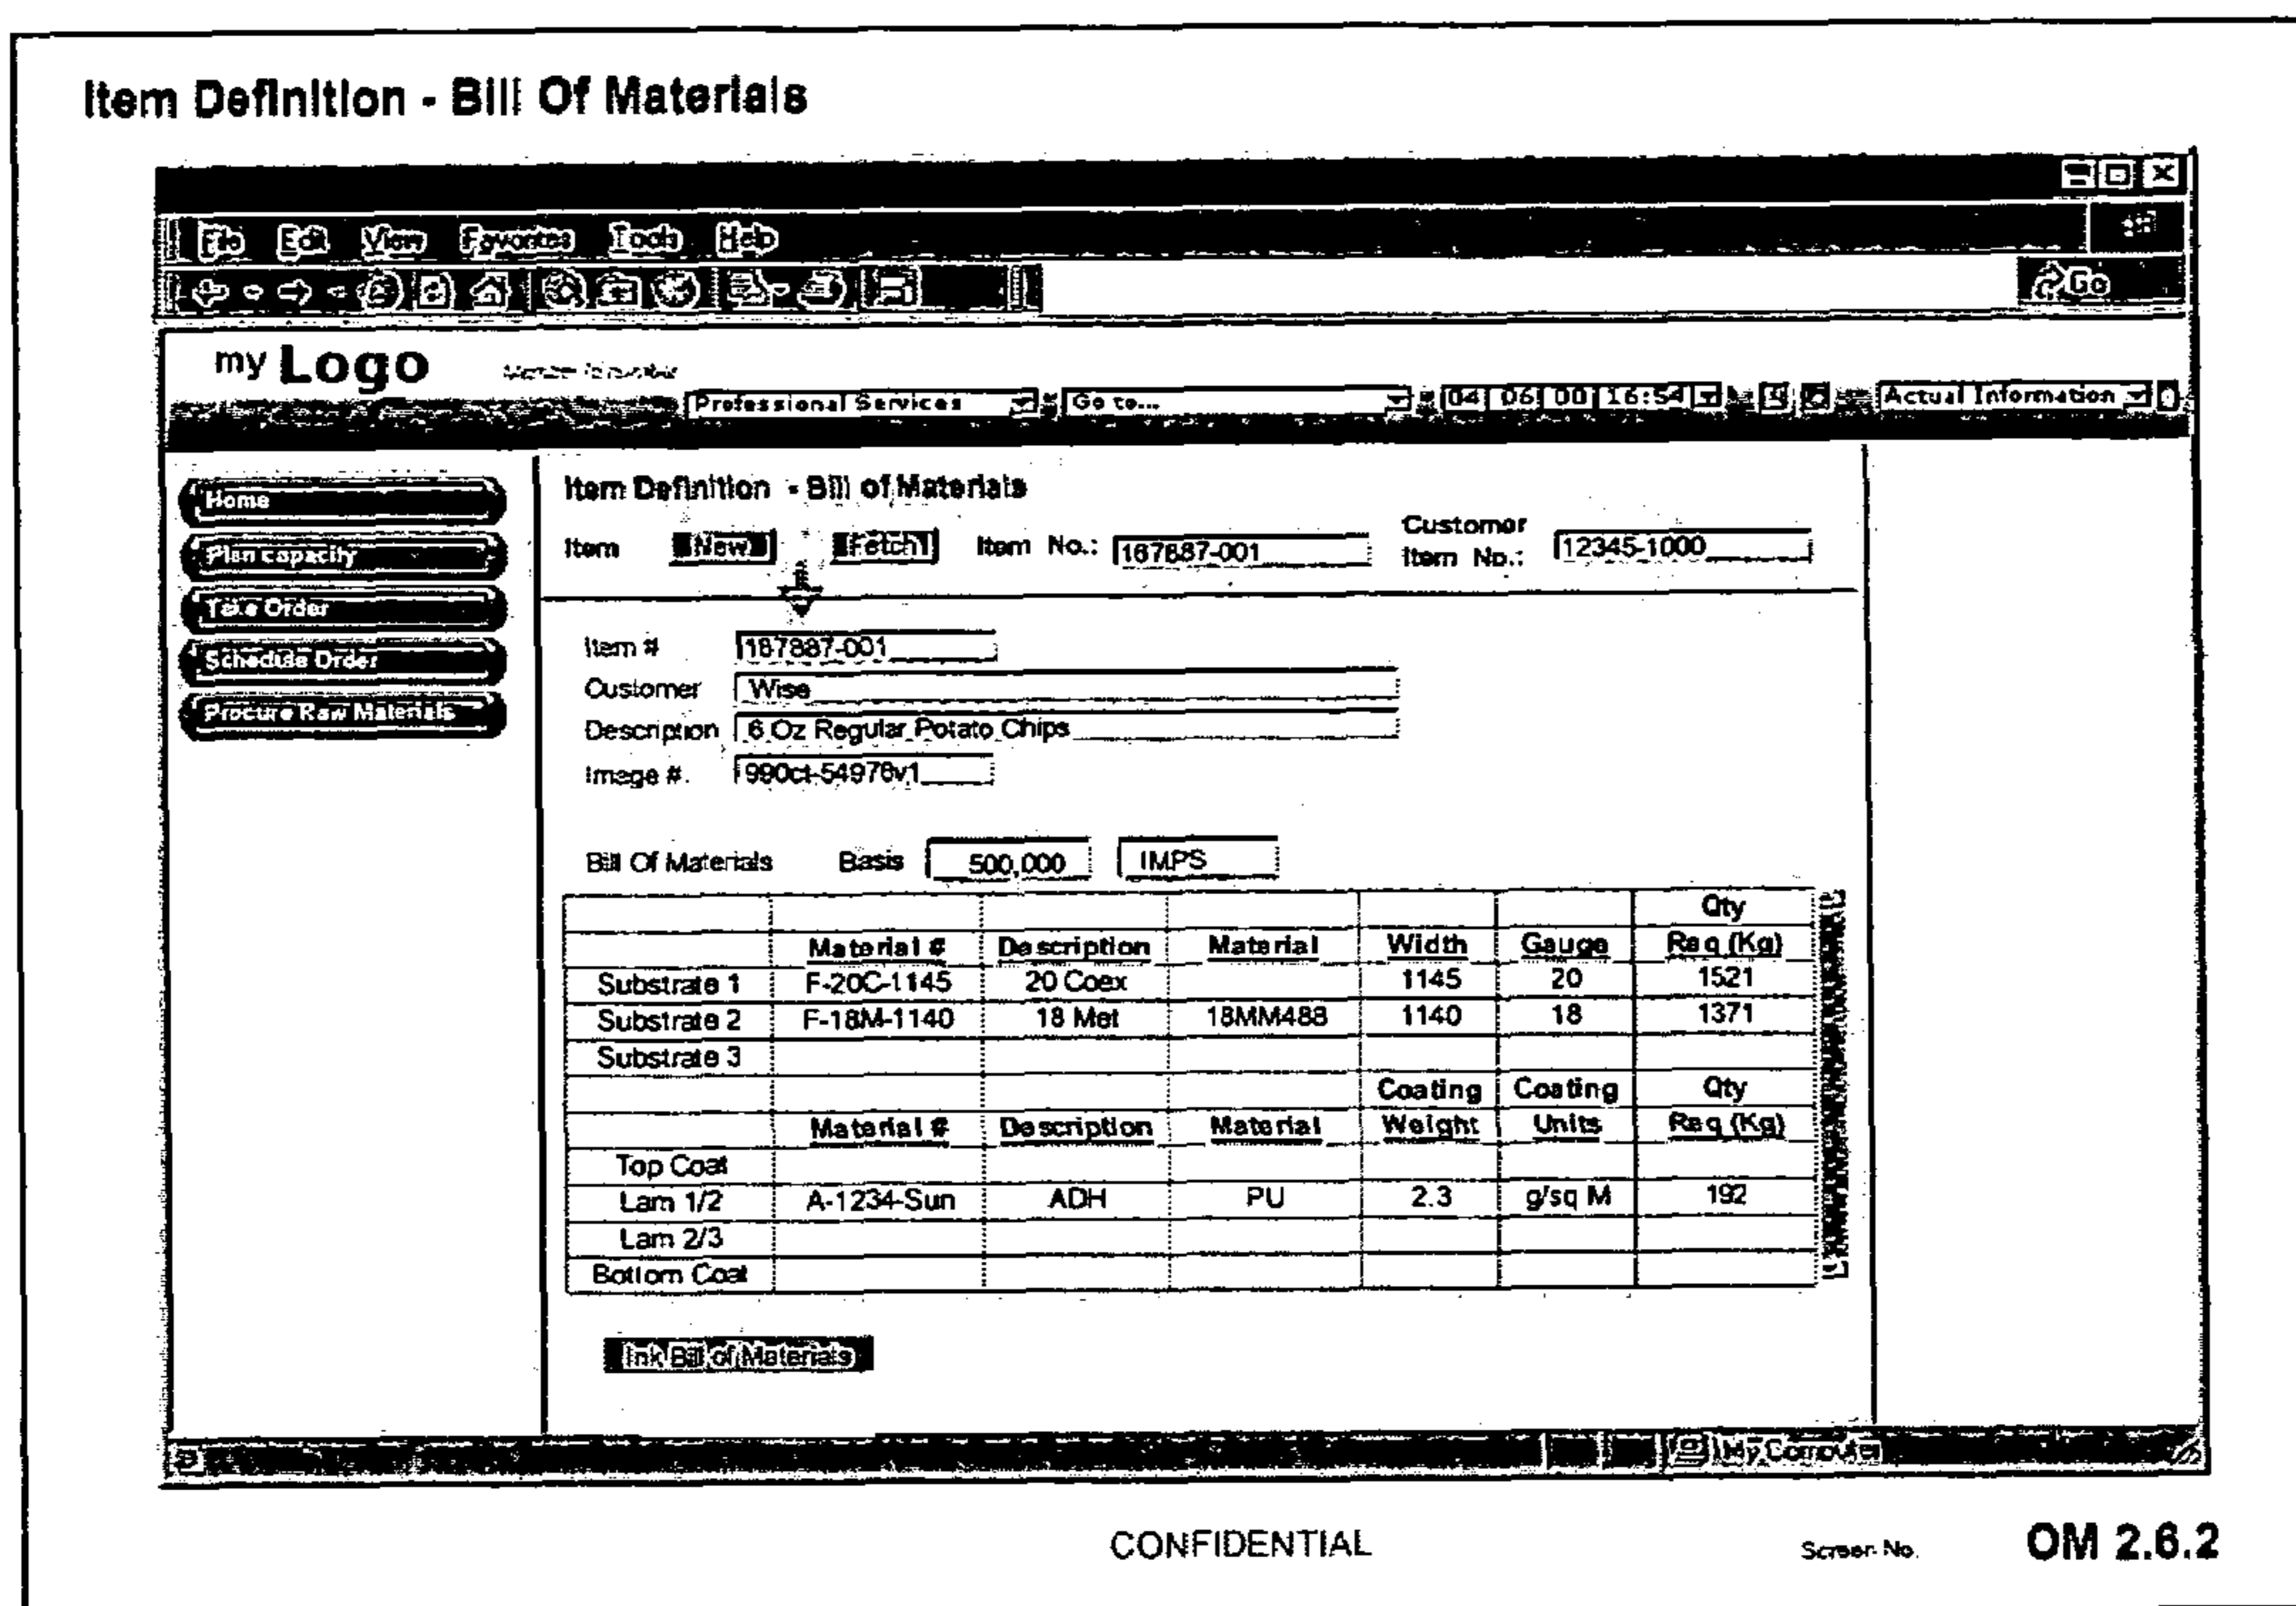 Item Definition - Bill Of Materials
File Edit View Favorites Tools Help
Go
my Logo
Professional Services Go to... 04 06 00 16:54 Actual Information
Home
Plan capacity
Take Order
Schedule Order
Procure Raw Materials
Item Definition - Bill of Materials
Item New Fetch Item No.: 187887-001 Customer Item No.: 12345-1000
Item # 187887-001
Customer Wise
Description 6 Oz Regular Potato Chips
Image #. 990ct-54976v1
Bill Of Materials Basis 500,000 IMPS
Qty
Material # Description Material Width Gauge Req (Kg)
Substrate 1 F-20C-1145 20 Coex 1145 20 1521
Substrate 2 F-18M-1140 18 Met 18MM488 1140 18 1371
Substrate 3
Coating Coating Qty
Material # Description Material Weight Units Req (Kg)
Top Coat
Lam 1/2 A-1234-Sun ADH PU 2.3 g/sq M 192
Lam 2/3
Bottom Coat
Ink Bill of Materials
My Computer
CONFIDENTIAL
Screen No. OM 2.6.2